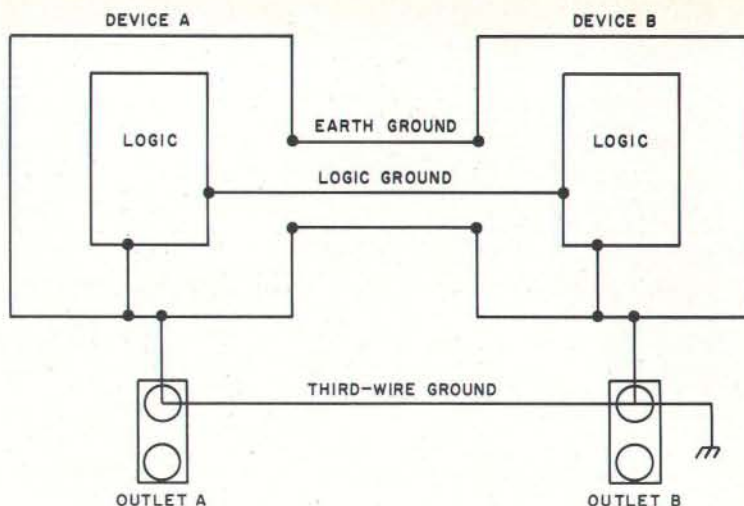 DEVICE A
DEVICE B
LOGIC
EARTH GROUND
LOGIC
LOGIC GROUND
THIRD-WIRE GROUND
OUTLET A
OUTLET B